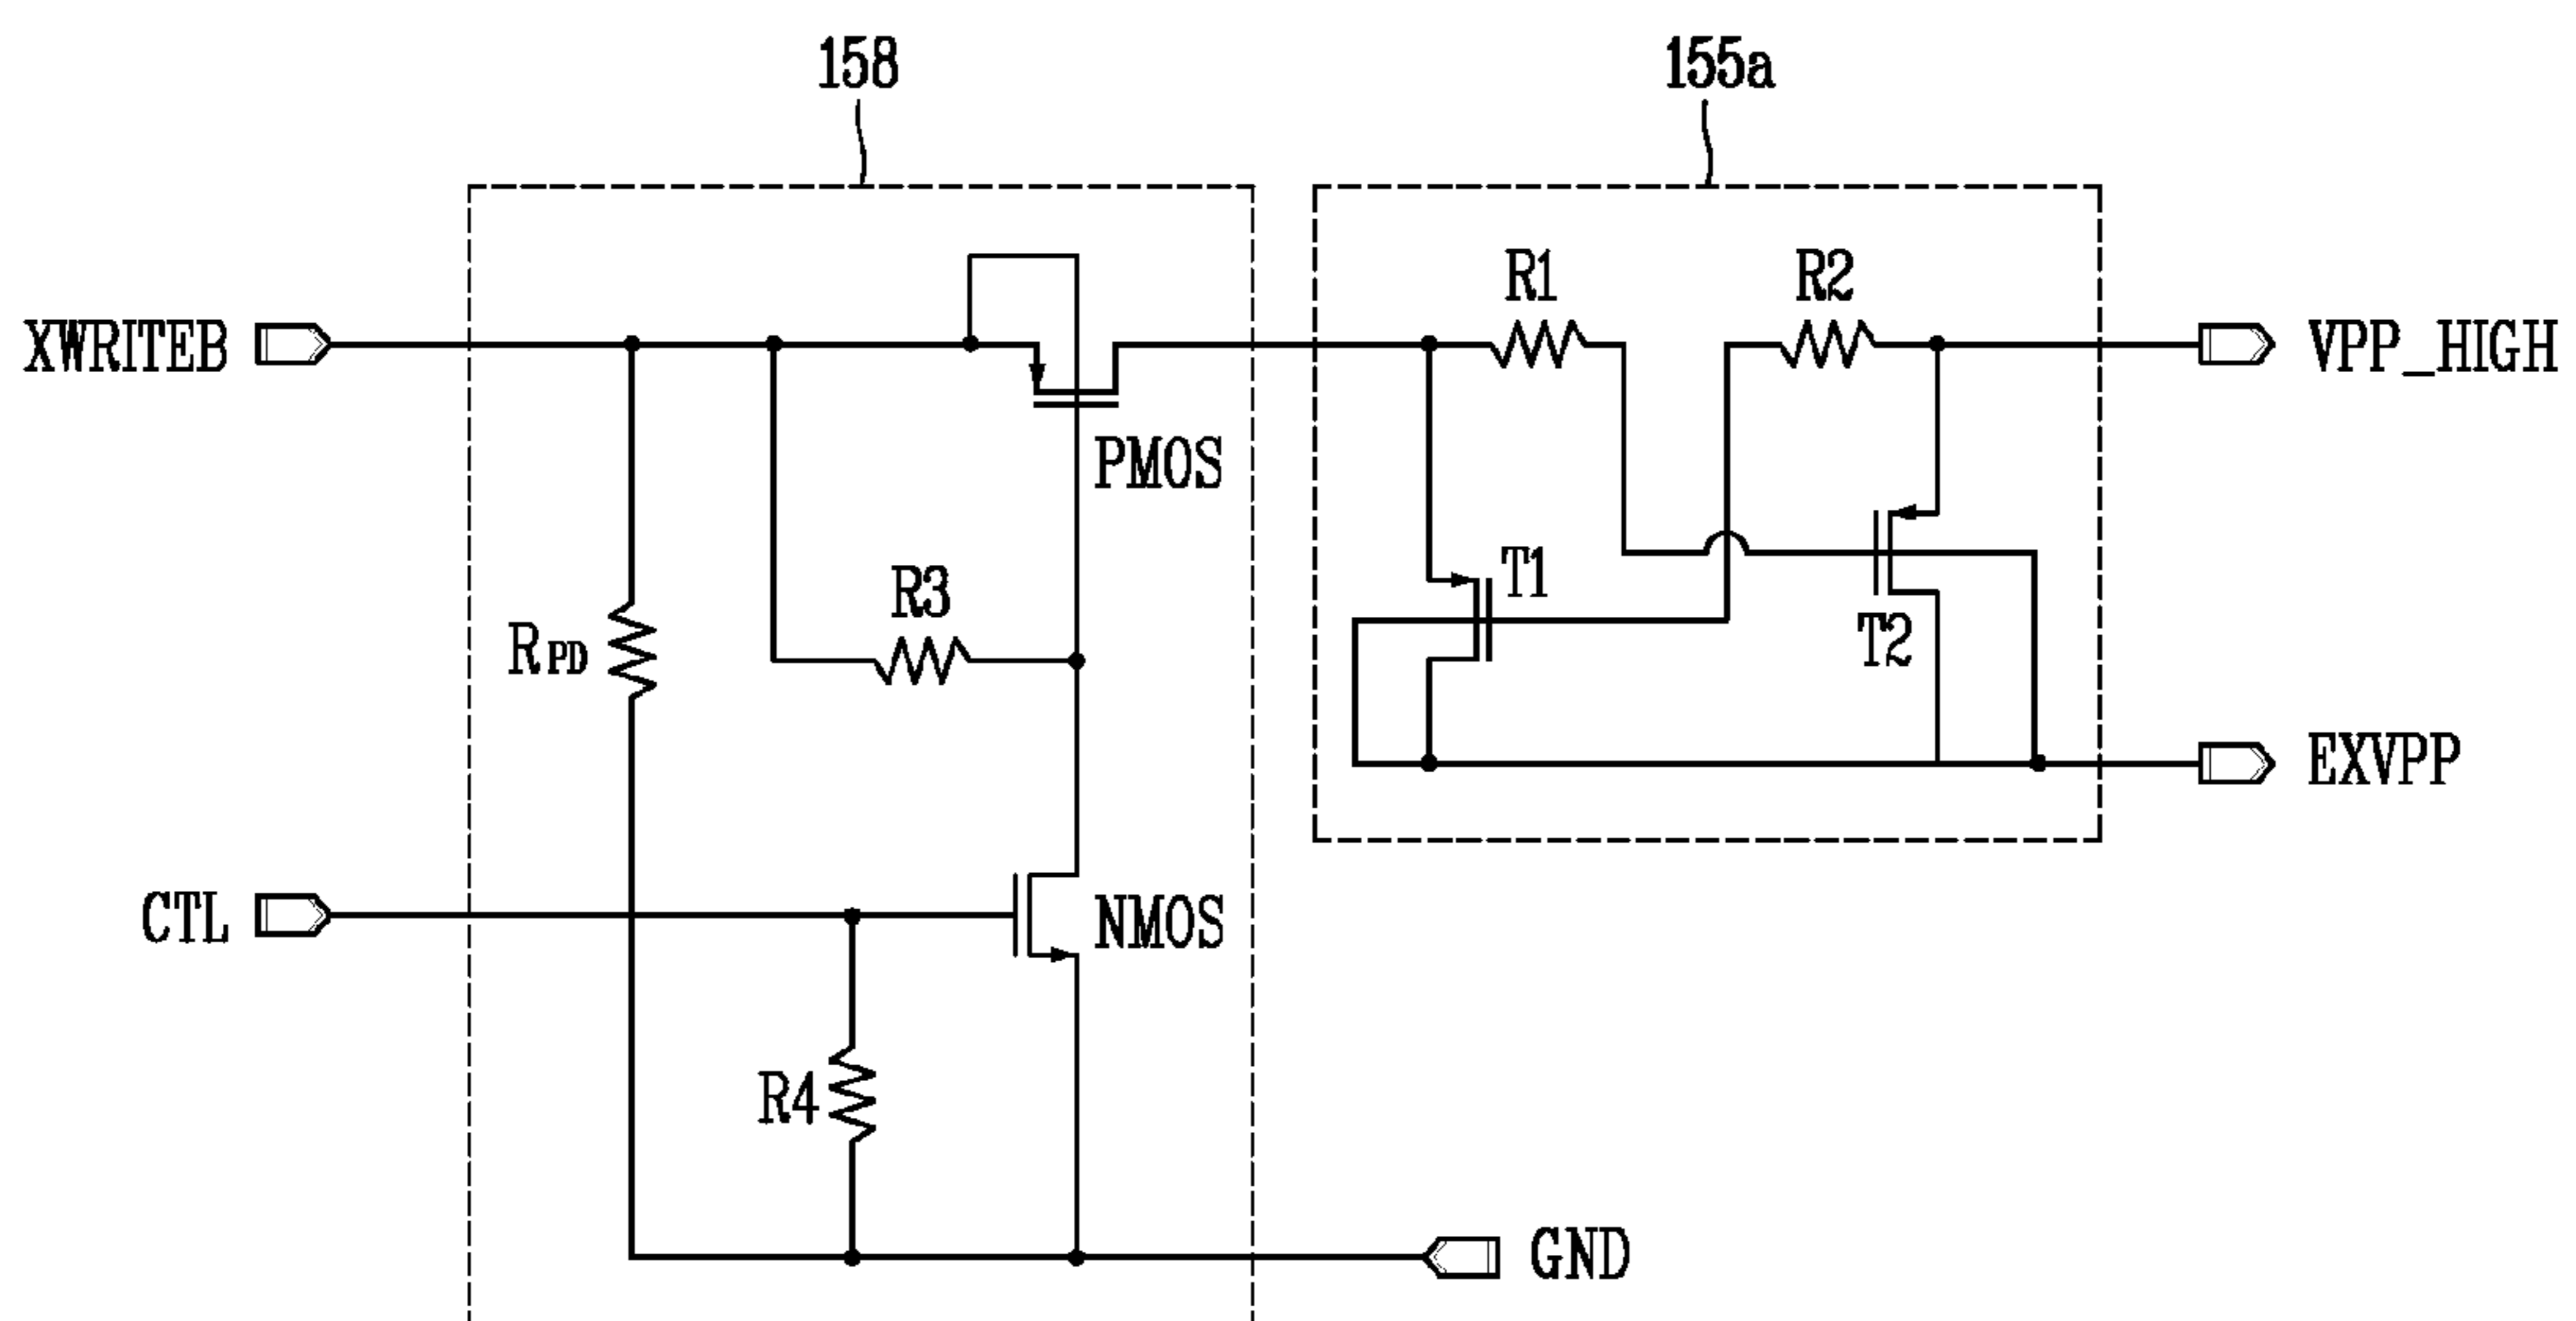 158
155a
R1
R2
XWRITEB
VPP_HIGH
PMOS
T1
R3
RPD
T2
EXVPP
CTL
NMOS
R4
GND